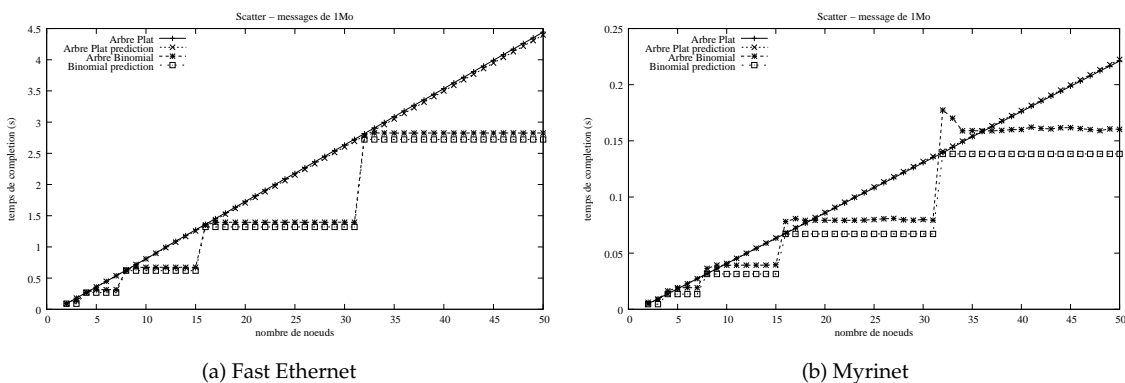 Scatter – messages de 1Mo
4.5
4
3.5
3
2.5
2
1.5
1
0.5
0
temps de completion (s)
Arbre Plat
Arbre Plat prediction
Arbre Binomial
Binomial prediction
0 5 10 15 20 25 30 35 40 45 50
nombre de noeuds
(a) Fast Ethernet
Scatter – message de 1Mo
0.25
0.2
0.15
0.1
0.05
0
temps de completion (s)
Arbre Plat
Arbre Plat prediction
Arbre Binomial
Binomial prediction
0 5 10 15 20 25 30 35 40 45 50
nombre de noeuds
(b) Myrinet